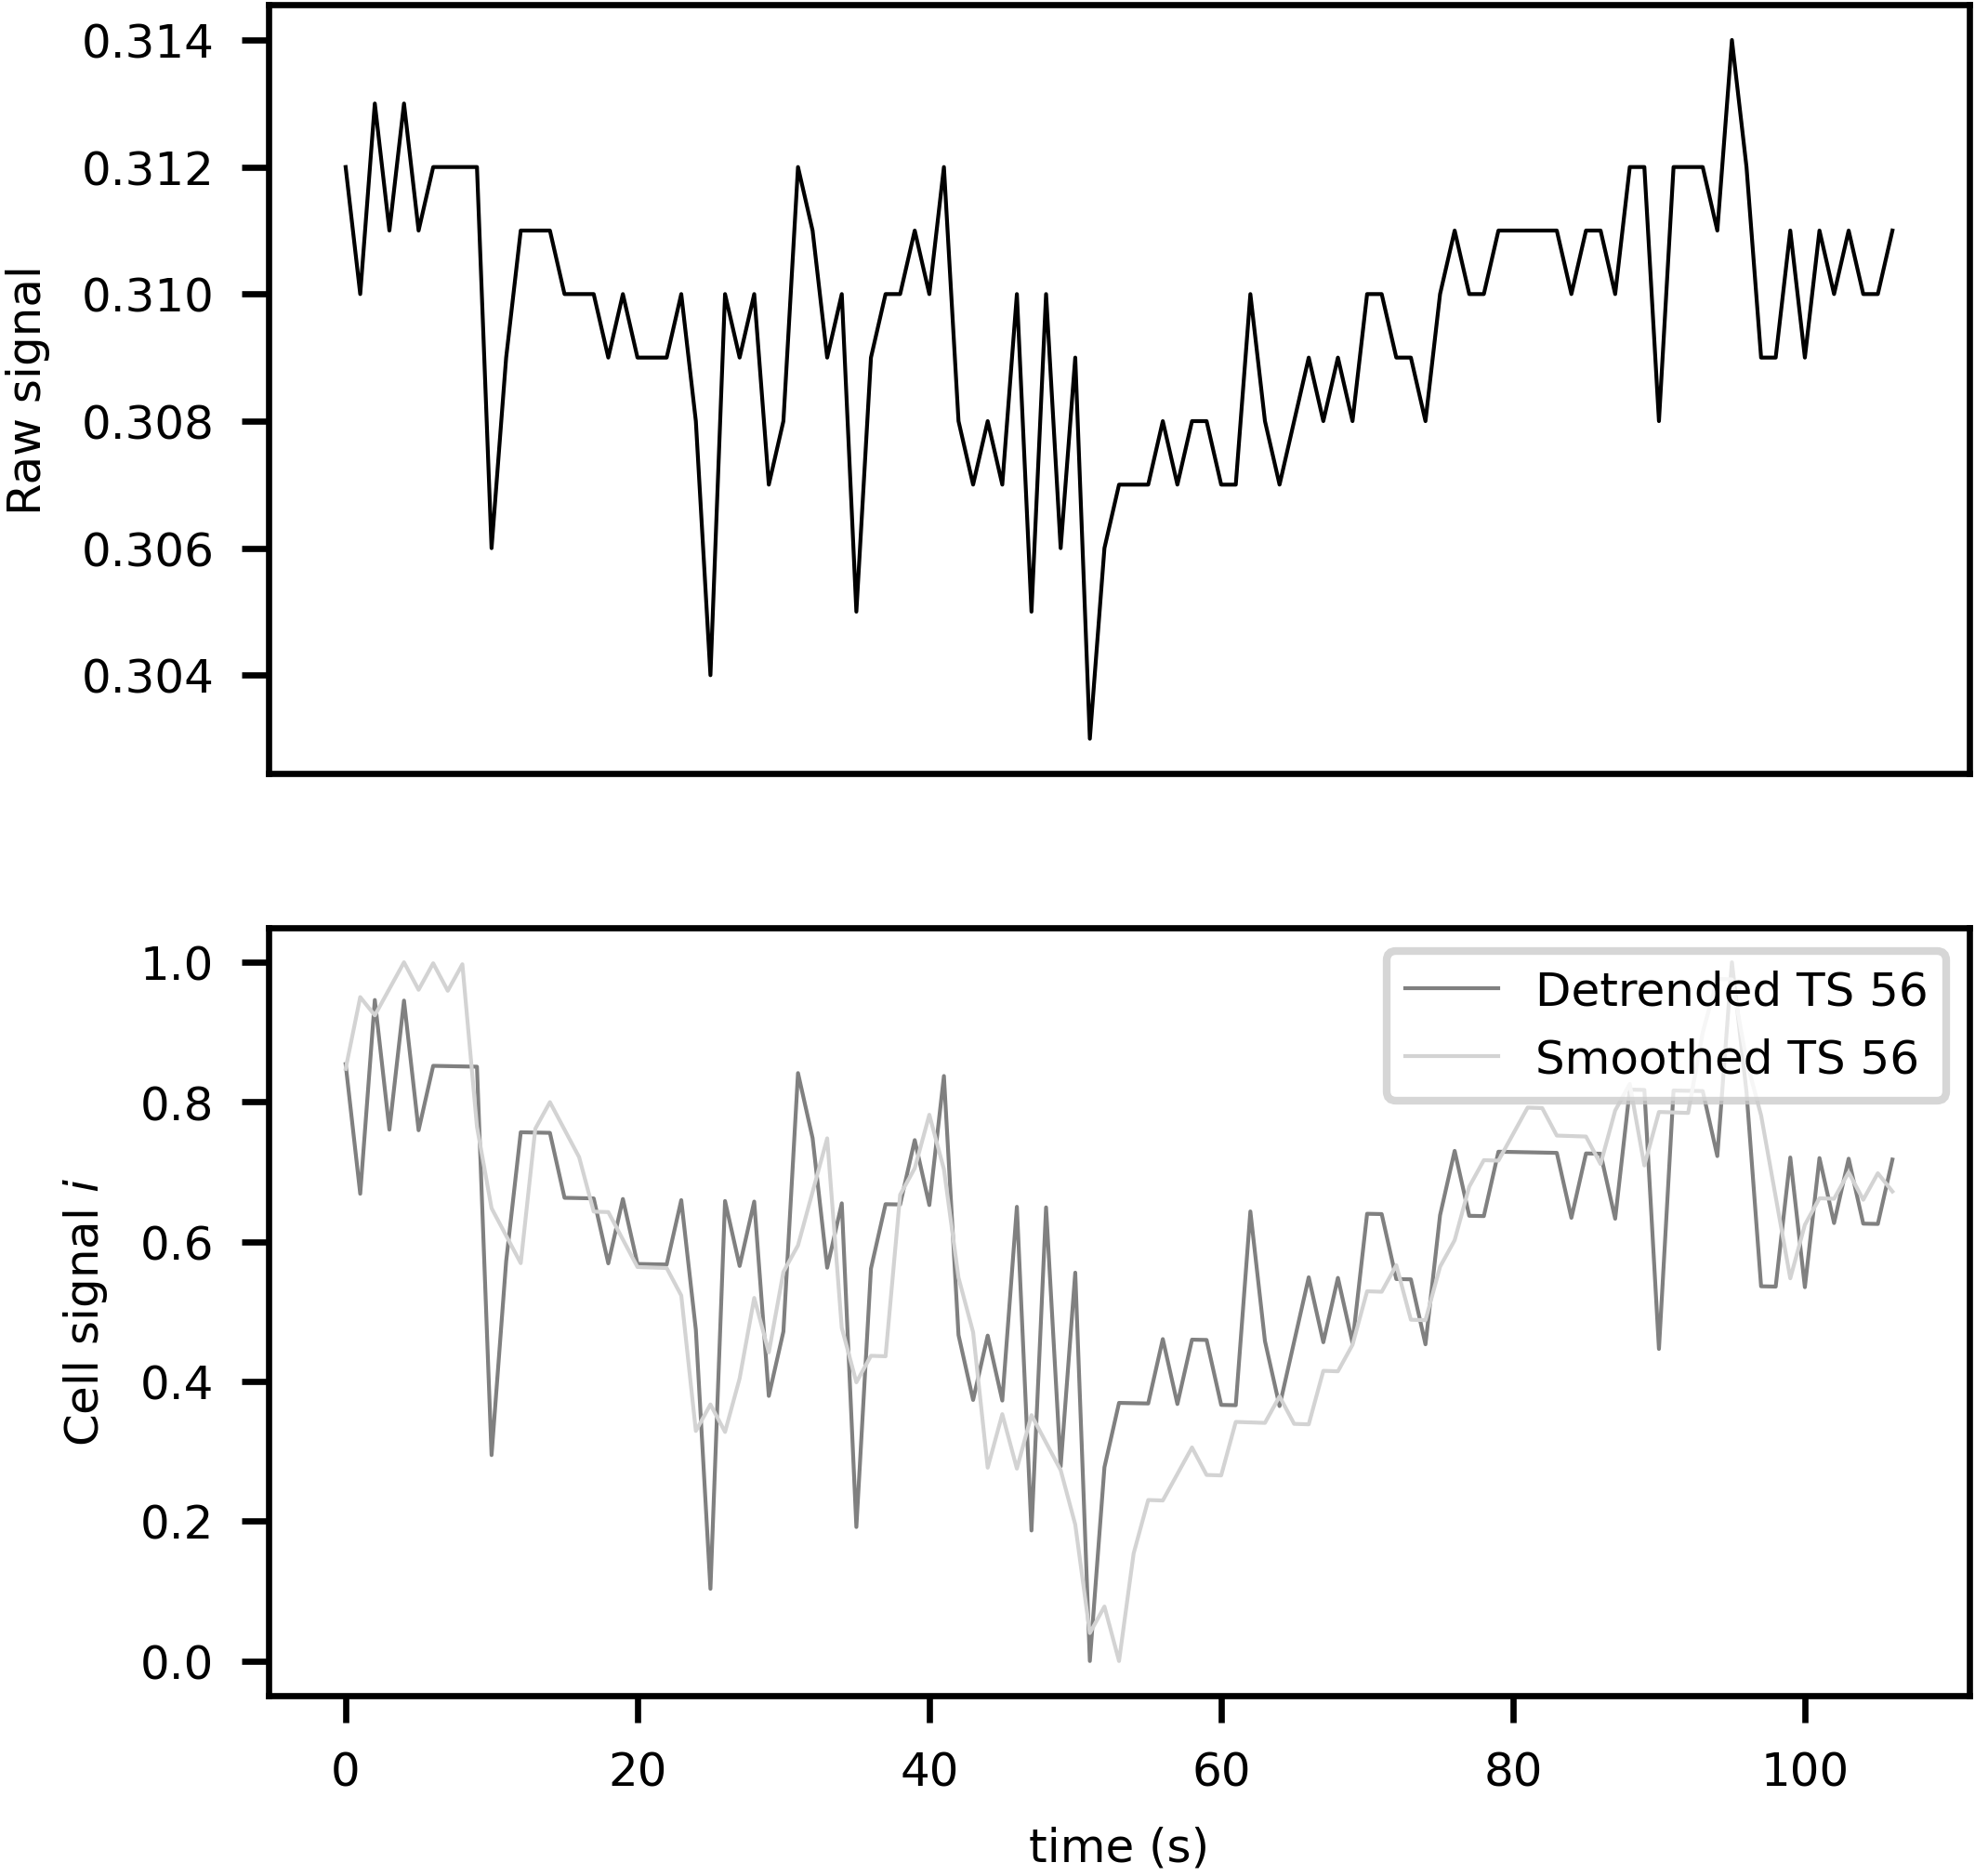 0.314
0.312
0.310
0.308
0.306
0.304
Raw signal
1.0
0.8
0.6
0.4
0.2
0.0
Cell signal i
Detrended TS 56
Smoothed TS 56
0 20 40 60 80 100
time (s)